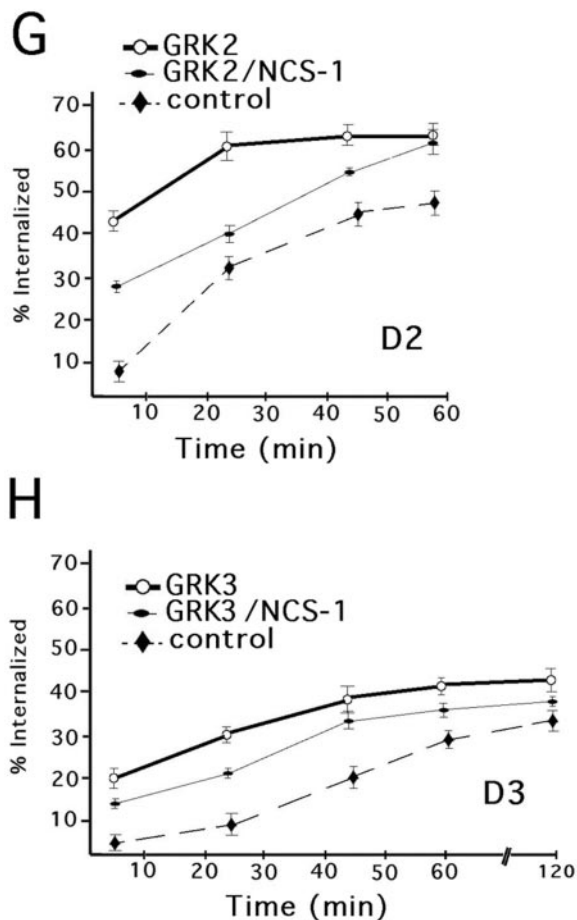 G
GRK2
GRK2/NCS-1
control
70
60
50
40
30
20
10
% Internalized
D2
10 20 30 40 50 60
Time (min)
H
70
60
50
40
30
20
10
% Internalized
GRK3
GRK3/NCS-1
control
D3
10 20 30 40 60 120
Time (min)